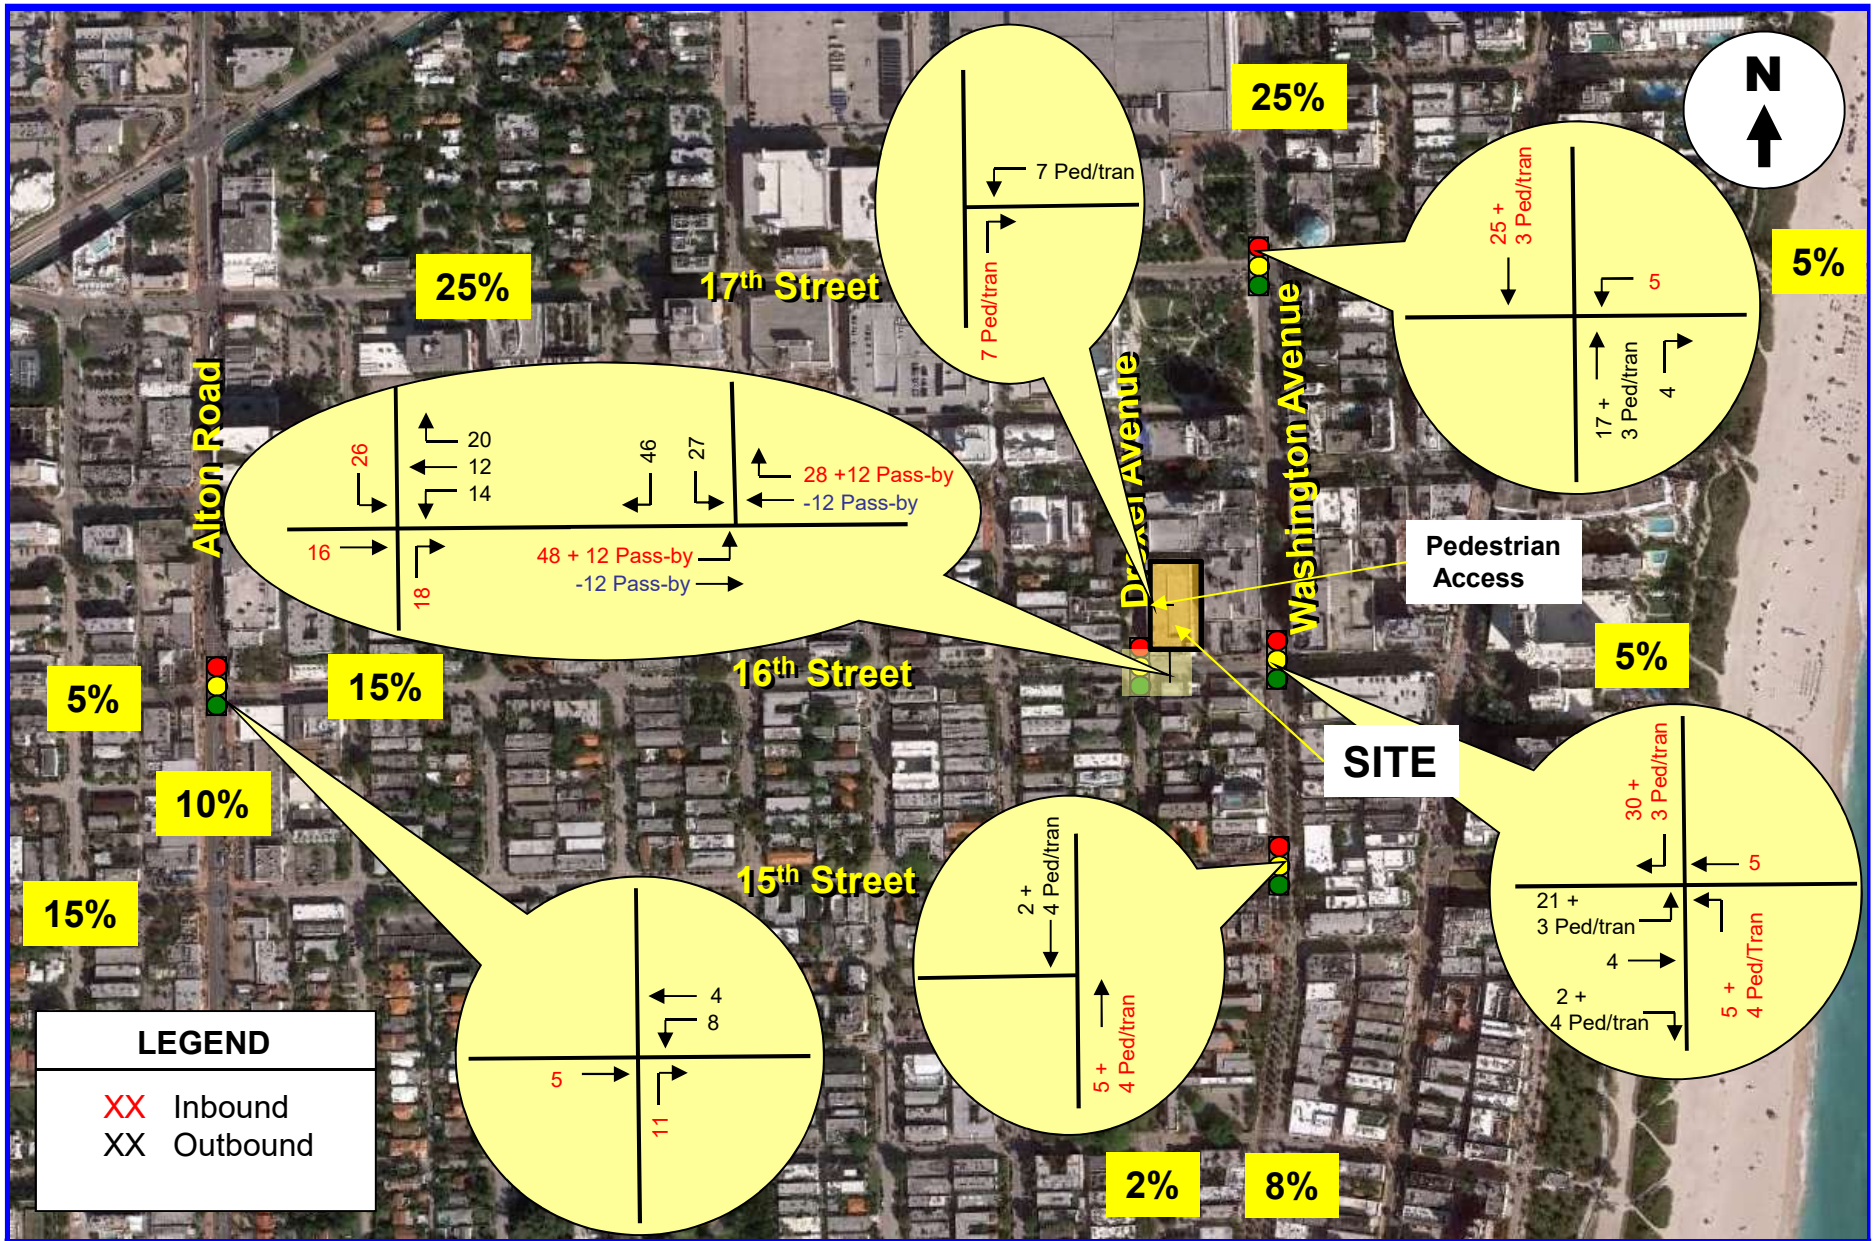 N
25%
5%
25%
17th Street
7 Ped/tran
7 Ped/tran
25 +
3 Ped/tran
5
17 +
3 Ped/tran
4
Alton Road
Drexel Avenue
Washington Avenue
26
20
12
14
16
18
46
27
28 +12 Pass-by
-12 Pass-by
48 + 12 Pass-by
-12 Pass-by
Pedestrian
Access
5%
15%
16th Street
5%
10%
SITE
15%
15th Street
2 +
4 Ped/tran
5 +
4 Ped/tran
30 +
3 Ped/tran
5
21 +
3 Ped/tran
4
2 +
4 Ped/tran
5 +
4 Ped/Tran
4
8
5
11
LEGEND
XX Inbound
XX Outbound
2%
8%